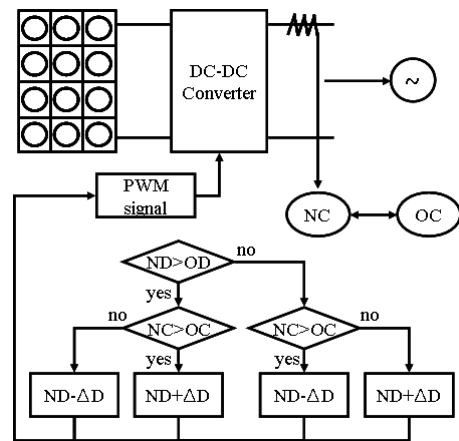 DC-DC
Converter
~
PWM
signal
NC
OC
ND>OD
no
yes
no
NC>OC
NC>OC
no
yes
yes
ND-ΔD
ND+ΔD
ND-ΔD
ND+ΔD